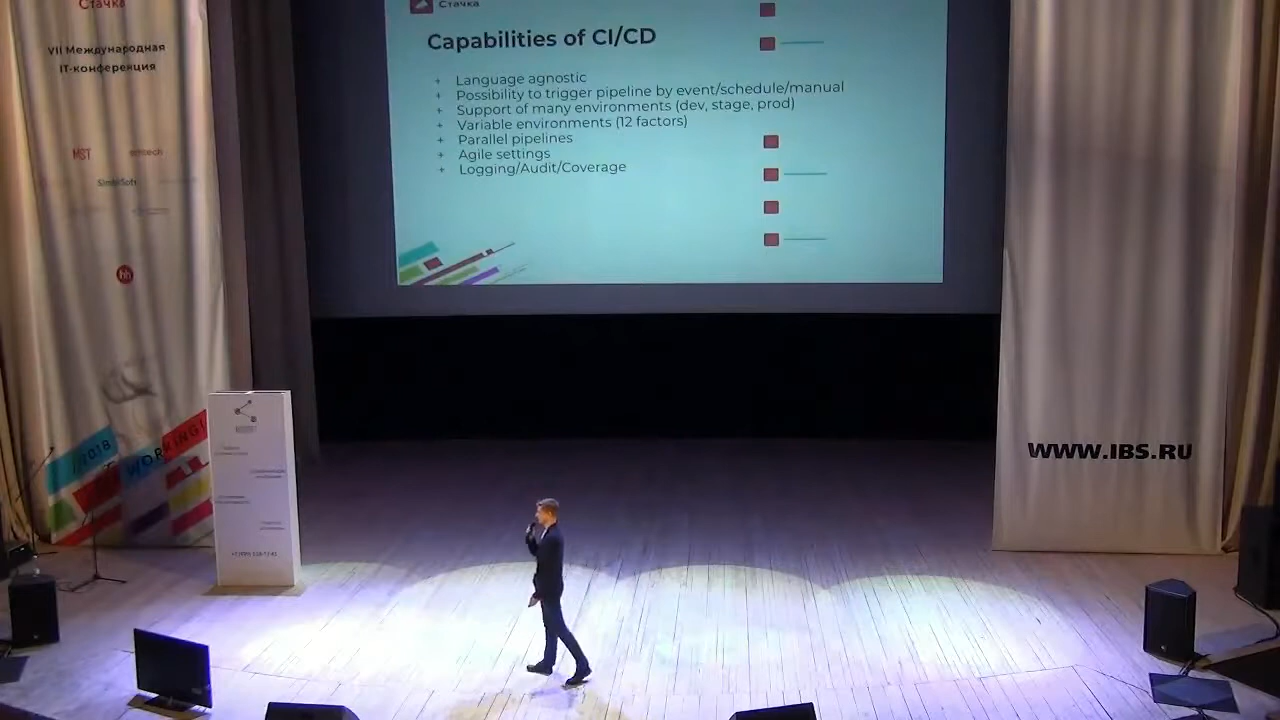 Стачка
VII Международная
IT-конференция
MST
SimbirSoft
hh
2018
WORKING!
Стачка
Capabilities of CI/CD
+ Language agnostic
+ Possibility to trigger pipeline by event/schedule/manual
+ Support of many environments (dev, stage, prod)
+ Variable environments (12 factors)
+ Parallel pipelines
+ Agile settings
+ Logging/Audit/Coverage
WWW.IBS.RU